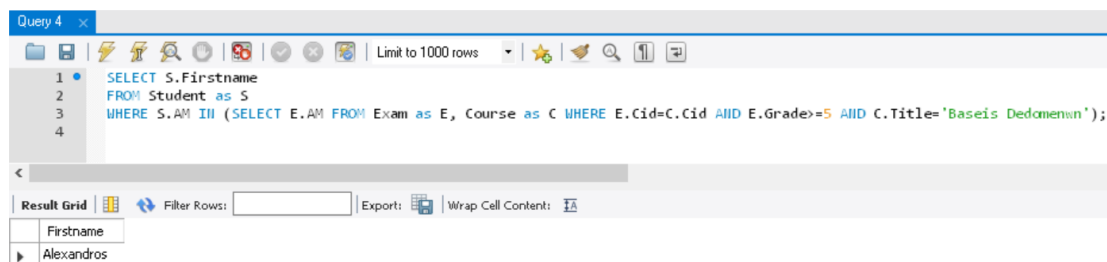 Query 4
Limit to 1000 rows
1 SELECT S.Firstname
2 FROM Student as S
3 WHERE S.AM IN (SELECT E.AM FROM Exam as E, Course as C WHERE E.Cid=C.Cid AND E.Grade>=5 AND C.Title='Baseis Dedomenwn');
4
Result Grid Filter Rows: Export: Wrap Cell Content:
Firstname
Alexandros